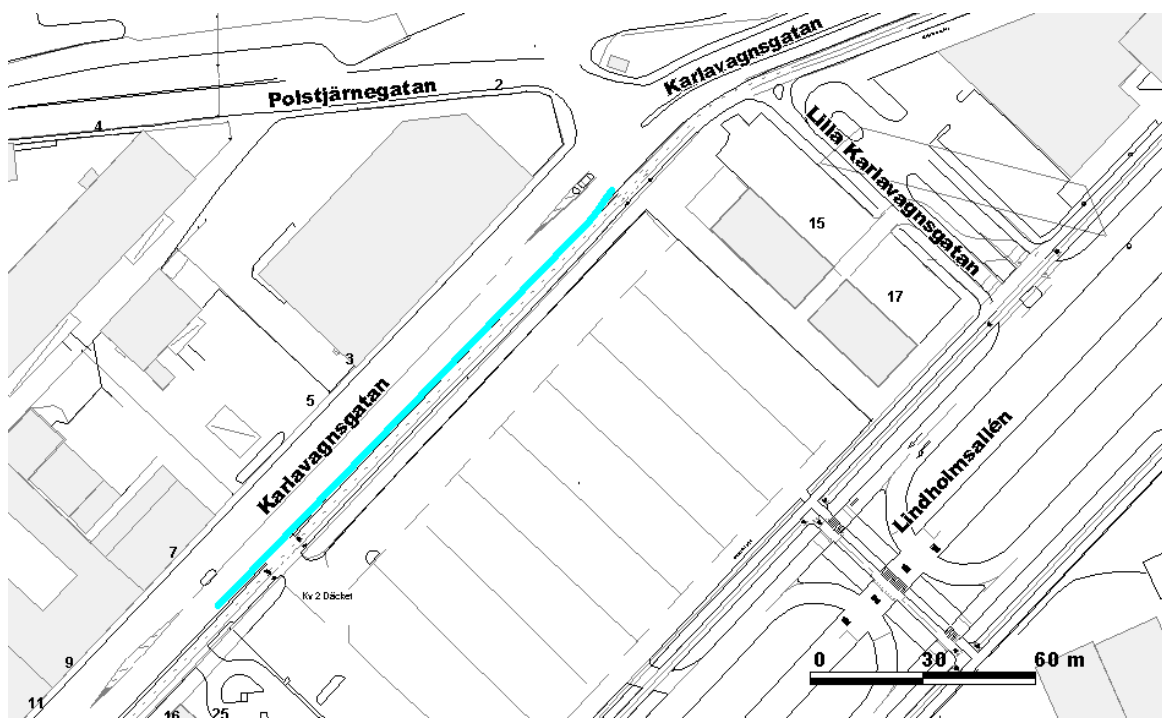 Karlavagnsgatan
2
Polstjärnegatan
4
Lilla Karlavagnsgatan
15
17
3
5
Karlavagnsgatan
Lindholmsallén
7
Kv 2 Däcket
9
11
16
25
0 30 60 m